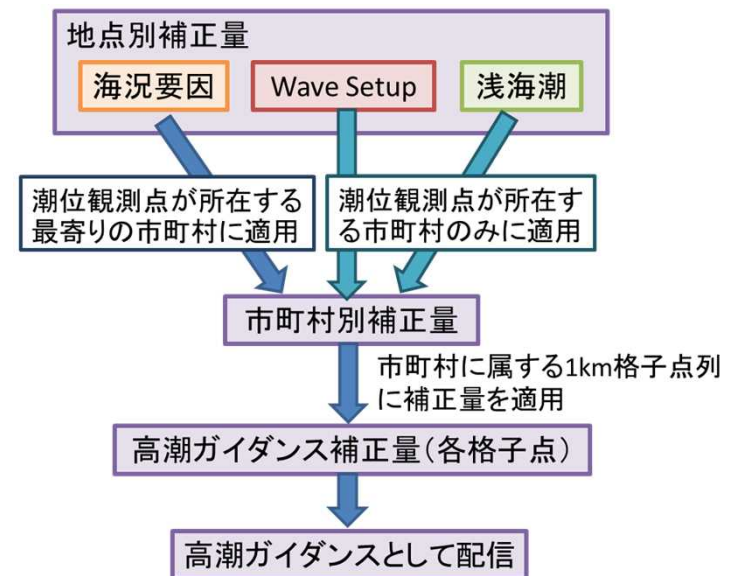 地点別補正量
海況要因
Wave Setup
浅海潮
潮位観測点が所在する
最寄りの市町村に適用
潮位観測点が所在す
る市町村のみに適用
市町村別補正量
市町村に属する1km格子点列
に補正量を適用
高潮ガイダンス補正量(各格子点)
高潮ガイダンスとして配信